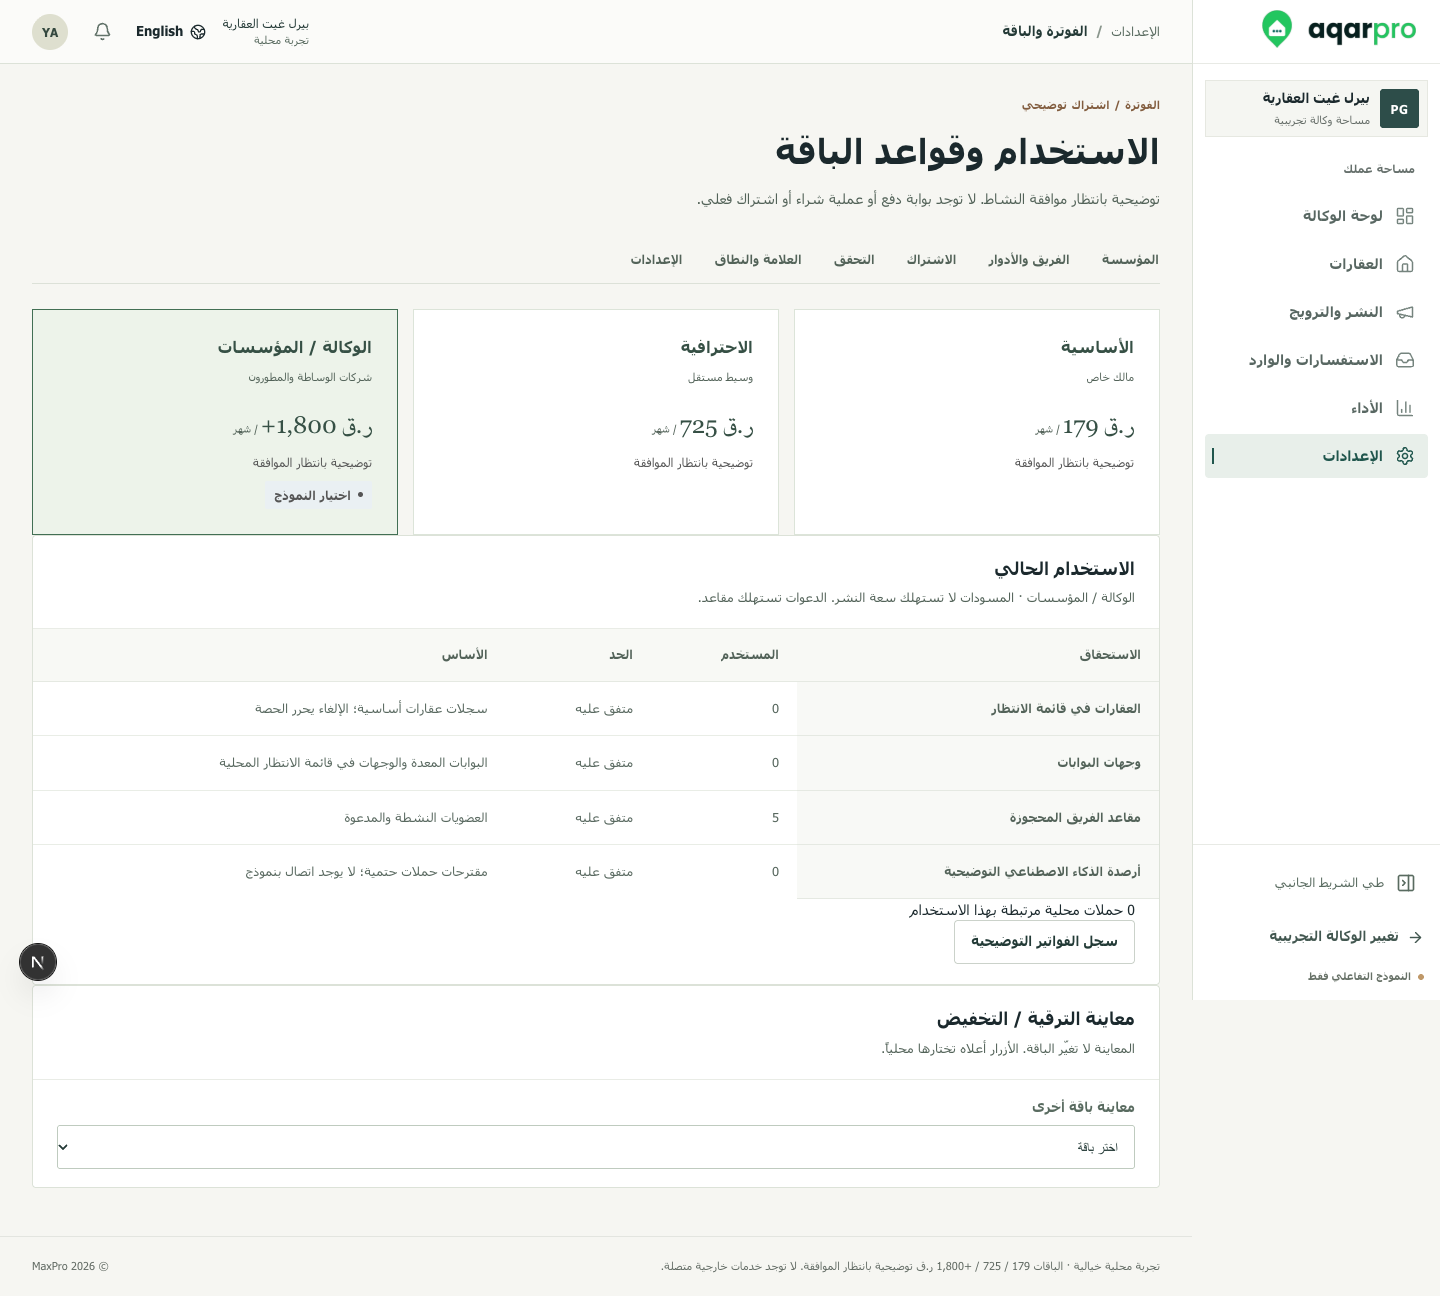 aqarpro
PG
بيرل غيت العقارية
مساحة وكالة تجريبية
مساحة عملك
لوحة الوكالة
العقارات
النشر والترويج
الاستفسارات والوارد
الأداء
الإعدادات
طي الشريط الجانبي
تغيير الوكالة التجريبية
النموذج التفاعلي فقط
الإعدادات / الفوترة والباقة
بيرل غيت العقارية
تجربة محلية
English
YA
الفوترة / اشتراك توضيحي
الاستخدام وقواعد الباقة
توضيحية بانتظار موافقة النشاط. لا توجد بوابة دفع أو عملية شراء أو اشتراك فعلي.
المؤسسة
الفريق والأدوار
الاشتراك
التحقق
العلامة والنطاق
الإعدادات
الأساسية
مالك خاص
ر.ق 179 / شهر
توضيحية بانتظار الموافقة
الاحترافية
وسيط مستقل
ر.ق 725 / شهر
توضيحية بانتظار الموافقة
الوكالة / المؤسسات
شركات الوساطة والمطورون
ر.ق 1,800+ / شهر
توضيحية بانتظار الموافقة
• اختيار النموذج
الاستخدام الحالي
الوكالة / المؤسسات · المسودات لا تستهلك سعة النشر. الدعوات تستهلك مقاعد.
الاستحقاق المستخدم الحد الأساس
العقارات في قائمة الانتظار 0 متفق عليه سجلات عقارات أساسية؛ الإلغاء يحرر الحصة
وجهات البوابات 0 متفق عليه البوابات المعدة والوجهات في قائمة الانتظار المحلية
مقاعد الفريق المحجوزة 5 متفق عليه العضويات النشطة والمدعوة
أرصدة الذكاء الاصطناعي التوضيحية 0 متفق عليه مقترحات حملات حتمية؛ لا يوجد اتصال بنموذج
0 حملات محلية مرتبطة بهذا الاستخدام
سجل الفواتير التوضيحية
معاينة الترقية / التخفيض
المعاينة لا تغيّر الباقة. الأزرار أعلاه تختارها محلياً.
معاينة باقة أخرى
اختر باقة
تجربة محلية خيالية · الباقات 179 / 725 / 1,800+ ر.ق توضيحية بانتظار الموافقة. لا توجد خدمات خارجية متصلة.
© 2026 MaxPro
N